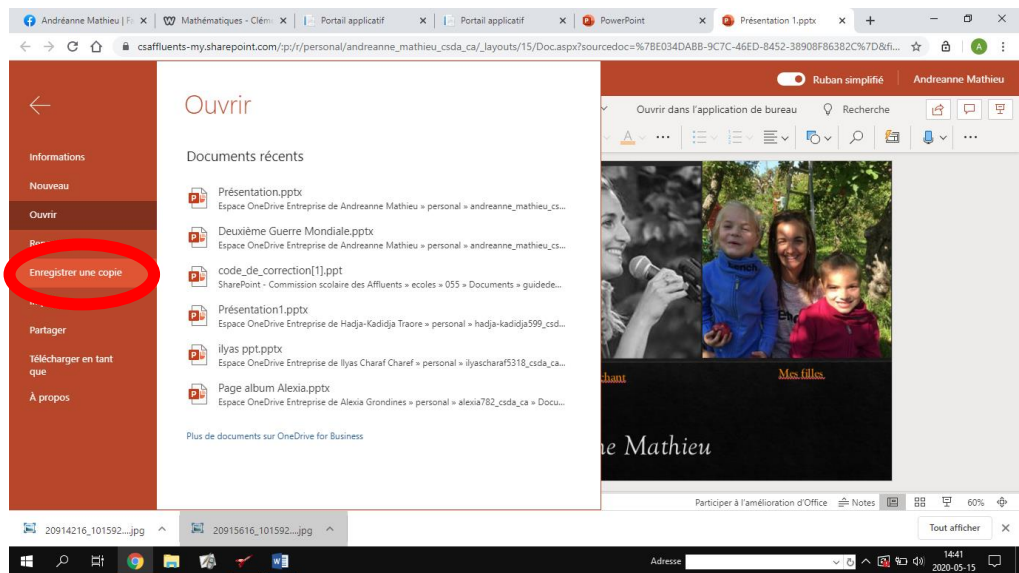 Andréanne Mathieu | Fa
Mathématiques - Cléme
Portail applicatif
Portail applicatif
PowerPoint
Présentation 1.pptx
csaffluents-my.sharepoint.com/:p:/r/personal/andreanne_mathieu_csda_ca/_layouts/15/Doc.aspx?sourcedoc=%7BE034DABB-9C7C-46ED-8452-38908F86382C%7D&fi...
A
Ruban simplifié
Andreanne Mathieu
Ouvrir dans l'application de bureau
Recherche
Informations
Nouveau
Ouvrir
Enregistrer une copie
Partager
Télécharger en tant
que
À propos
Ouvrir
Documents récents
Présentation.pptx
Espace OneDrive Entreprise de Andreanne Mathieu » personal » andreanne_mathieu_cs...
Deuxième Guerre Mondiale.pptx
Espace OneDrive Entreprise de Andreanne Mathieu » personal » andreanne_mathieu_cs...
code_de_correction[1].ppt
SharePoint - Commission scolaire des Affluents » ecoles » 055 » Documents » guidede...
Présentation1.pptx
Espace OneDrive Entreprise de Hadja-Kadidja Traore » personal » hadja-kadidja599_csd...
ilyas ppt.pptx
Espace OneDrive Entreprise de Ilyas Charaf Charef » personal » ilyascharaf5318_csda_ca...
Page album Alexia.pptx
Espace OneDrive Entreprise de Alexia Grondines » personal » alexia782_csda_ca » Docu...
Plus de documents sur OneDrive for Business
chant
Mes filles
ne Mathieu
Participer à l'amélioration d'Office
Notes
60%
20914216_101592....jpg
20915616_101592....jpg
Tout afficher
Adresse
14:41
2020-05-15